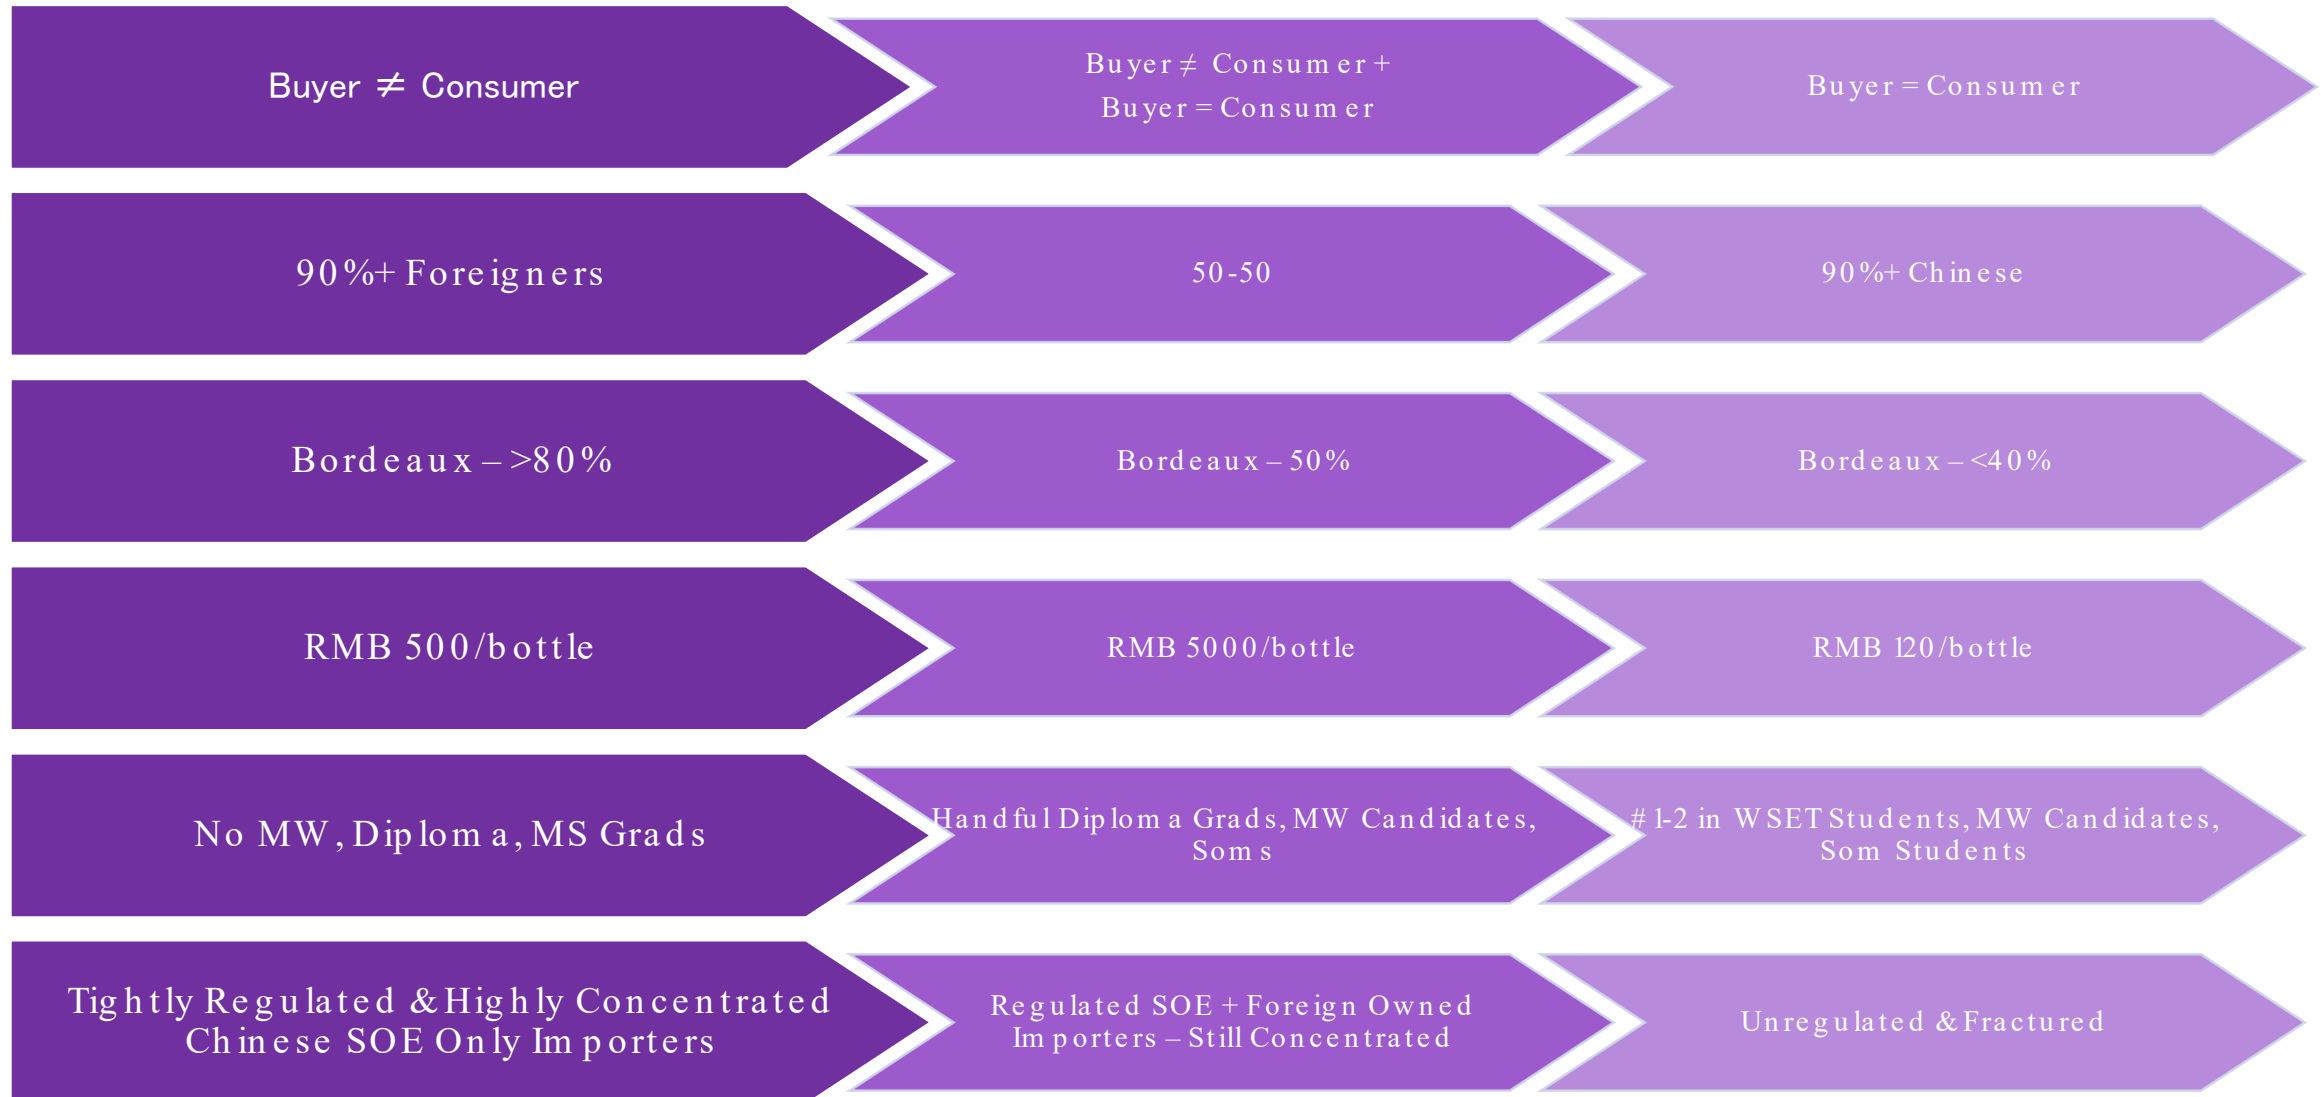 Buyer ≠ Consumer
Buyer ≠ Consumer +
Buyer = Consumer
Buyer = Consumer
90%+ Foreigners
50-50
90%+ Chinese
Bordeaux – >80%
Bordeaux – 50%
Bordeaux – <40%
RMB 500/bottle
RMB 5000/bottle
RMB 120/bottle
No MW, Diploma, MS Grads
Handful Diploma Grads, MW Candidates,
Soms
#1-2 in WSET Students, MW Candidates,
Som Students
Tightly Regulated & Highly Concentrated
Chinese SOE Only Importers
Regulated SOE + Foreign Owned
Importers – Still Concentrated
Unregulated & Fractured